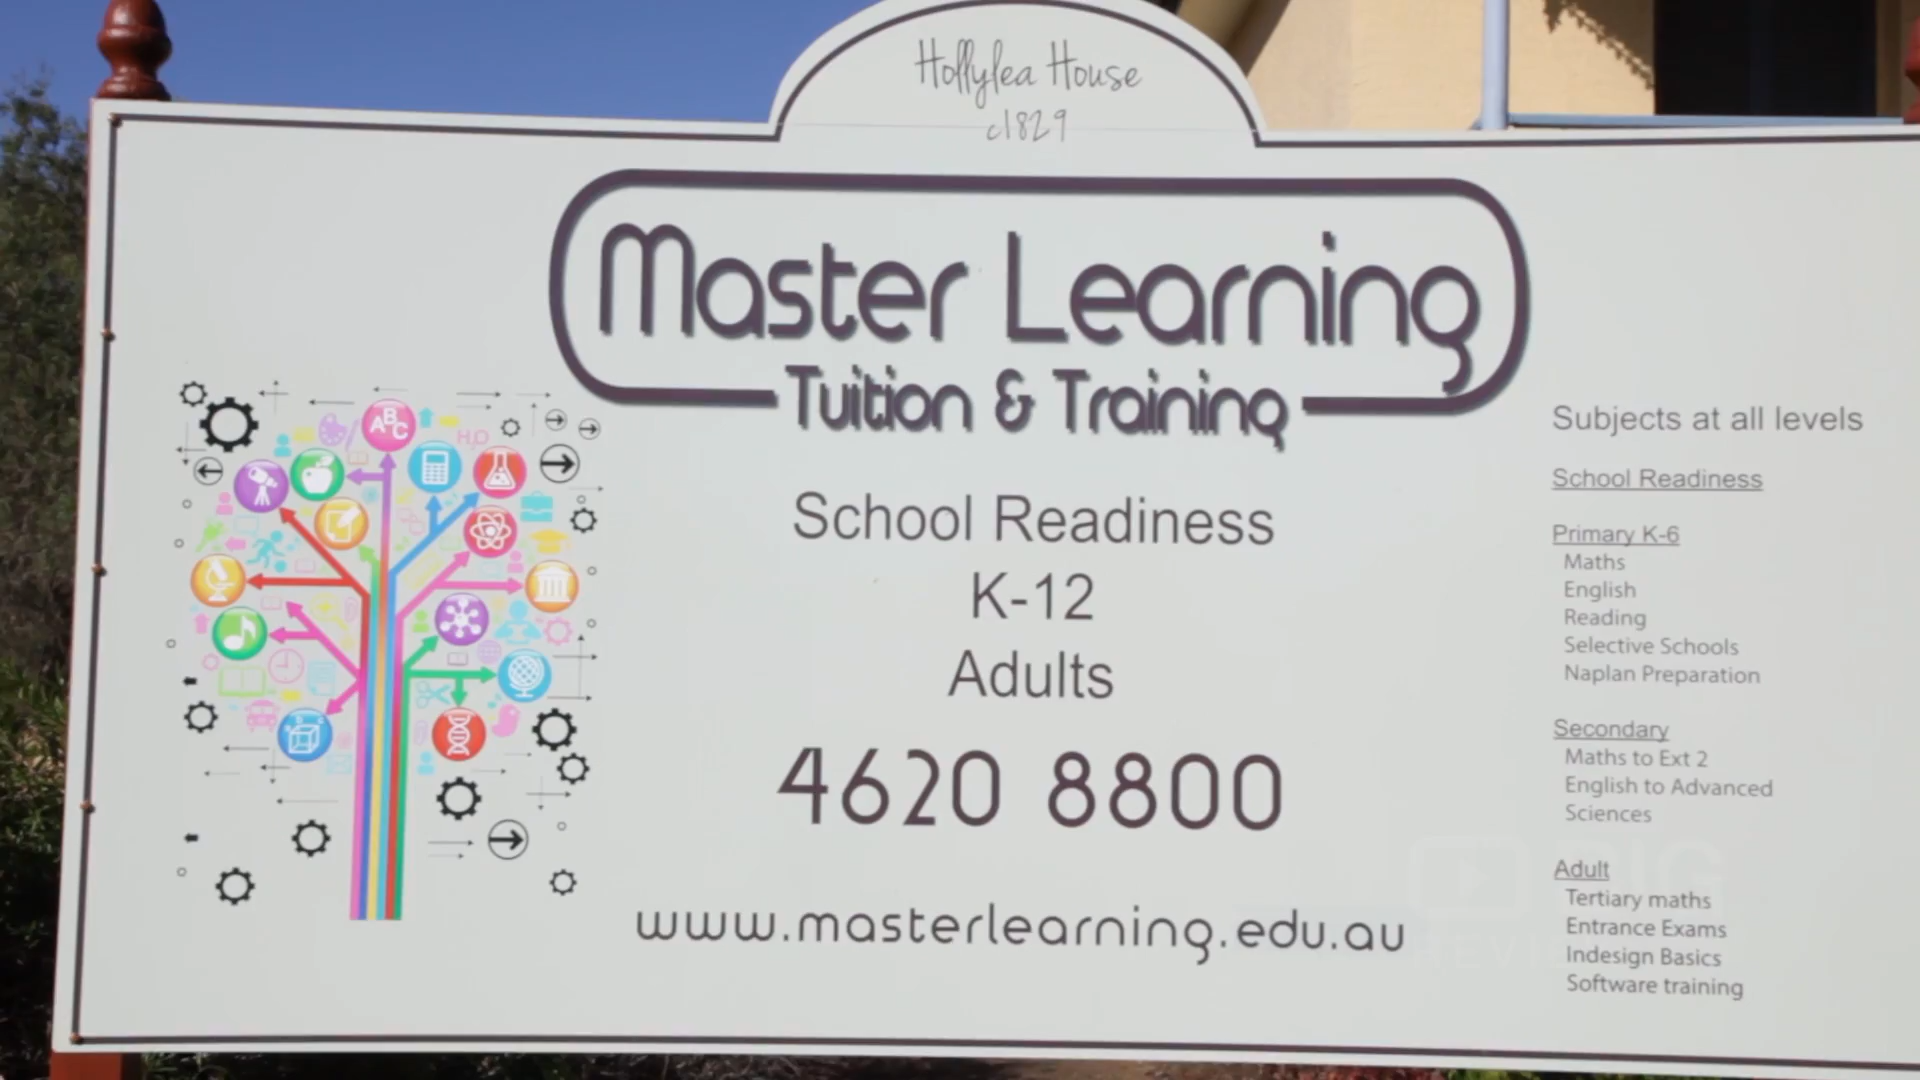 Hollylea House
c1829
Master Learning
Tuition & Training
ABC
H2O
School Readiness
K-12
Adults
4620 8800
www.masterlearning.edu.au
Subjects at all levels
School Readiness
Primary K-6
Maths
English
Reading
Selective Schools
Naplan Preparation
Secondary
Maths to Ext 2
English to Advanced
Sciences
Adult
Tertiary maths
Entrance Exams
Indesign Basics
Software training